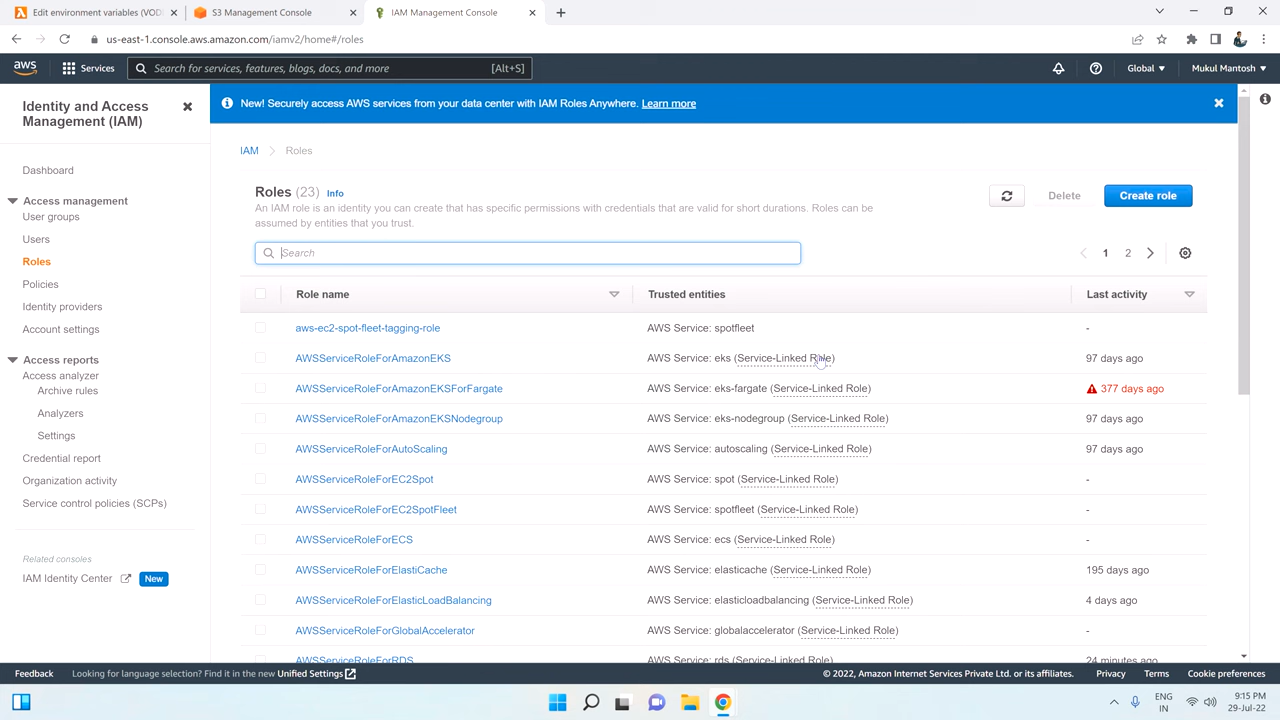 Edit environment variables (VOD
S3 Management Console
IAM Management Console
us-east-1.console.aws.amazon.com/iamv2/home#/roles
aws
Services
Search for services, features, blogs, docs, and more
[Alt+S]
Global
Mukul Mantosh
Identity and Access
Management (IAM)
Dashboard
Access management
User groups
Users
Roles
Policies
Identity providers
Account settings
Access reports
Access analyzer
Archive rules
Analyzers
Settings
Credential report
Organization activity
Service control policies (SCPs)
Related consoles
IAM Identity Center New
New! Securely access AWS services from your data center with IAM Roles Anywhere. Learn more
IAM > Roles
Roles (23) Info
An IAM role is an identity you can create that has specific permissions with credentials that are valid for short durations. Roles can be
assumed by entities that you trust.
Delete
Create role
Search
1 2
Role name Trusted entities Last activity
aws-ec2-spot-fleet-tagging-role AWS Service: spotfleet -
AWSServiceRoleForAmazonEKS AWS Service: eks (Service-Linked Role) 97 days ago
AWSServiceRoleForAmazonEKSForFargate AWS Service: eks-fargate (Service-Linked Role) 377 days ago
AWSServiceRoleForAmazonEKSNodegroup AWS Service: eks-nodegroup (Service-Linked Role) 97 days ago
AWSServiceRoleForAutoScaling AWS Service: autoscaling (Service-Linked Role) 97 days ago
AWSServiceRoleForEC2Spot AWS Service: spot (Service-Linked Role) -
AWSServiceRoleForEC2SpotFleet AWS Service: spotfleet (Service-Linked Role) -
AWSServiceRoleForECS AWS Service: ecs (Service-Linked Role) -
AWSServiceRoleForElastiCache AWS Service: elasticache (Service-Linked Role) 195 days ago
AWSServiceRoleForElasticLoadBalancing AWS Service: elasticloadbalancing (Service-Linked Role) 4 days ago
AWSServiceRoleForGlobalAccelerator AWS Service: globalaccelerator (Service-Linked Role) -
AWSServiceRoleForRDS AWS Service: rds (Service-Linked Role) 24 minutes ago
Feedback Looking for language selection? Find it in the new Unified Settings © 2022, Amazon Internet Services Private Ltd. or its affiliates. Privacy Terms Cookie preferences
ENG
IN
9:15 PM
29-Jul-22